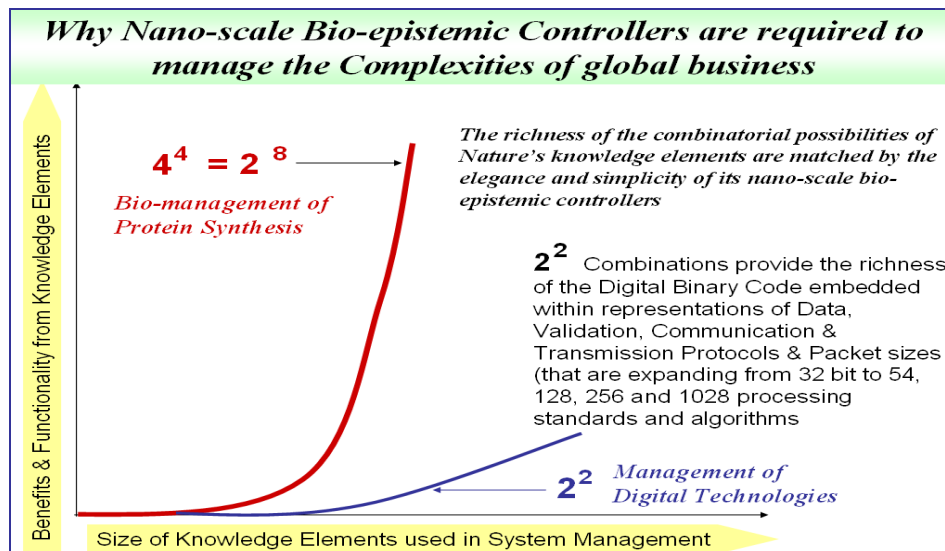 Why Nano-scale Bio-epistemic Controllers are required to
manage the Complexities of global business
Benefits & Functionality from Knowledge Elements
4⁴ = 2⁸
Bio-management of
Protein Synthesis
The richness of the combinatorial possibilities of
Nature's knowledge elements are matched by the
elegance and simplicity of its nano-scale bio-
epistemic controllers
2² Combinations provide the richness
of the Digital Binary Code embedded
within representations of Data,
Validation, Communication &
Transmission Protocols & Packet sizes
(that are expanding from 32 bit to 54,
128, 256 and 1028 processing
standards and algorithms
2² Management of
Digital Technologies
Size of Knowledge Elements used in System Management